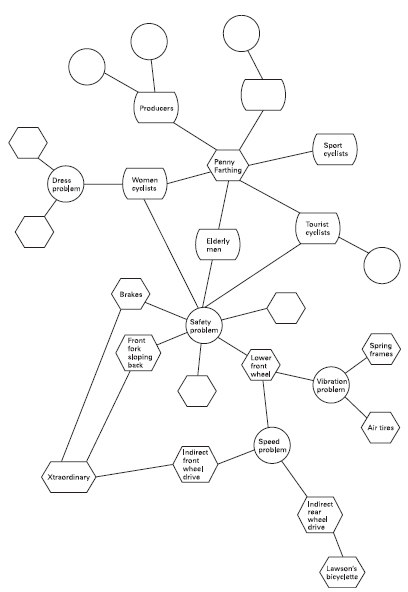 Producers
Sport
cyclists
Penny
Farthing
Dress
problem
Women
cyclists
Tourist
cyclists
Elderly
men
Brakes
Safety
problem
Front
fork
sloping
back
Lower
front
wheel
Spring
frames
Vibration
problem
Air tires
Speed
problem
Indirect
front
wheel
drive
Xtraordinary
Indirect
rear
wheel
drive
Lawson's
bicyclette